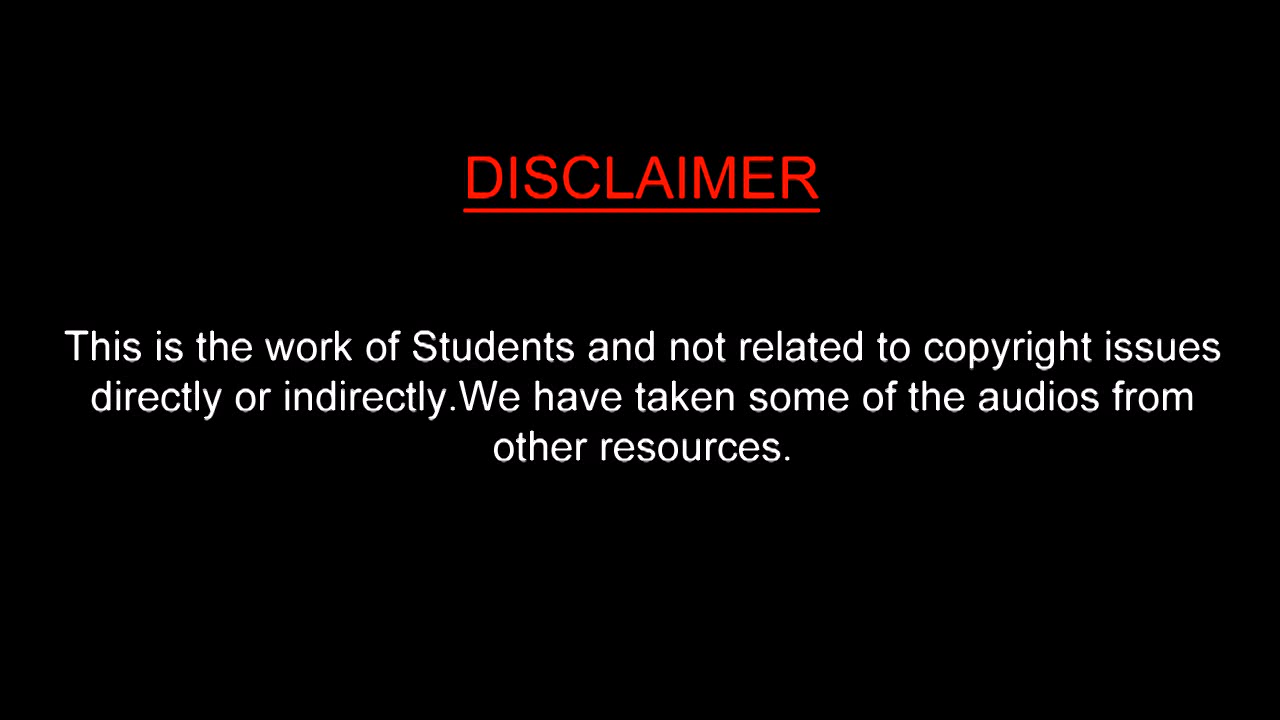 DISCLAIMER
This is the work of Students and not related to copyright issues
directly or indirectly.We have taken some of the audios from
other resources.